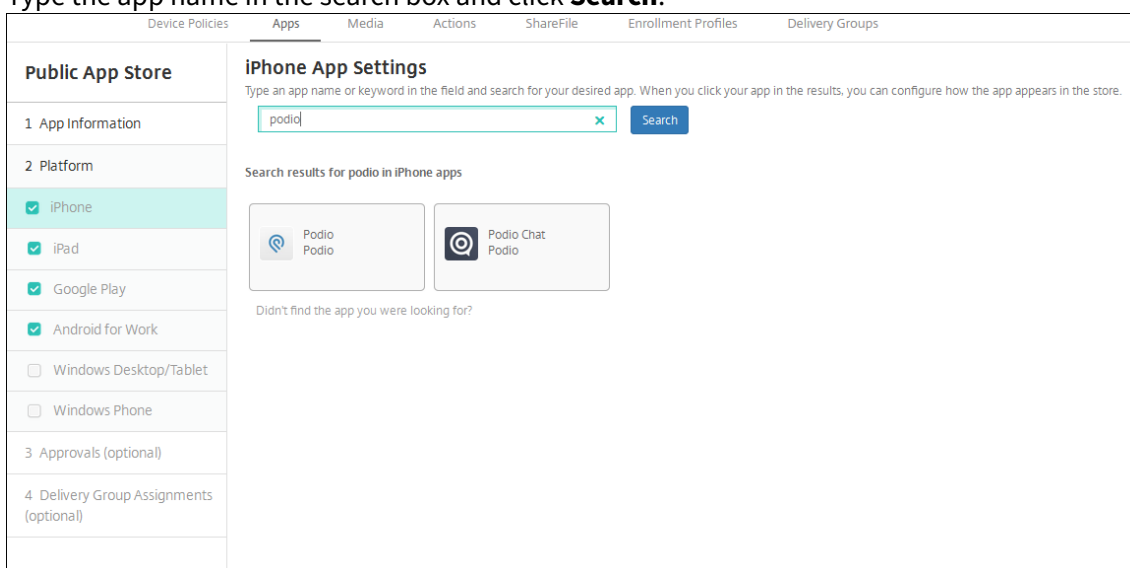 Type the app name in the search box and click Search.
Device Policies Apps Media Actions ShareFile Enrollment Profiles Delivery Groups
Public App Store
1 App Information
2 Platform
iPhone
iPad
Google Play
Android for Work
Windows Desktop/Tablet
Windows Phone
3 Approvals (optional)
4 Delivery Group Assignments
(optional)
iPhone App Settings
Type an app name or keyword in the field and search for your desired app. When you click your app in the results, you can configure how the app appears in the store.
podio
Search
Search results for podio in iPhone apps
Podio
Podio
Podio Chat
Podio
Didn't find the app you were looking for?